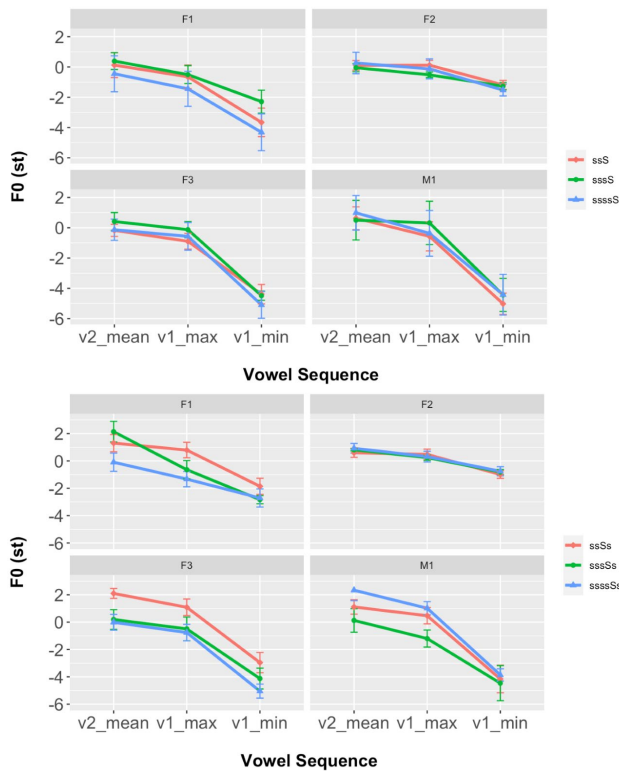 F1 F2
2
0
-2
-4
-6
F3 M1
2
0
-2
-4
-6
F0 (st)
v2_mean v1_max v1_min v2_mean v1_max v1_min
Vowel Sequence
ssS
sssS
ssssS
F1 F2
2
0
-2
-4
-6
F3 M1
2
0
-2
-4
-6
F0 (st)
v2_mean v1_max v1_min v2_mean v1_max v1_min
Vowel Sequence
ssSs
sssSs
ssssSs